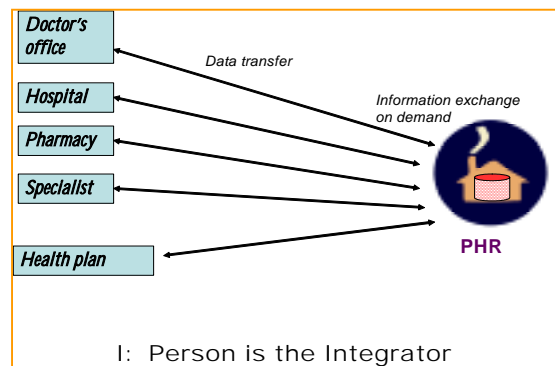 Doctor's
office
Data transfer
Hospital
Information exchange
on demand
Pharmacy
Specialist
PHR
Health plan
I: Person is the Integrator